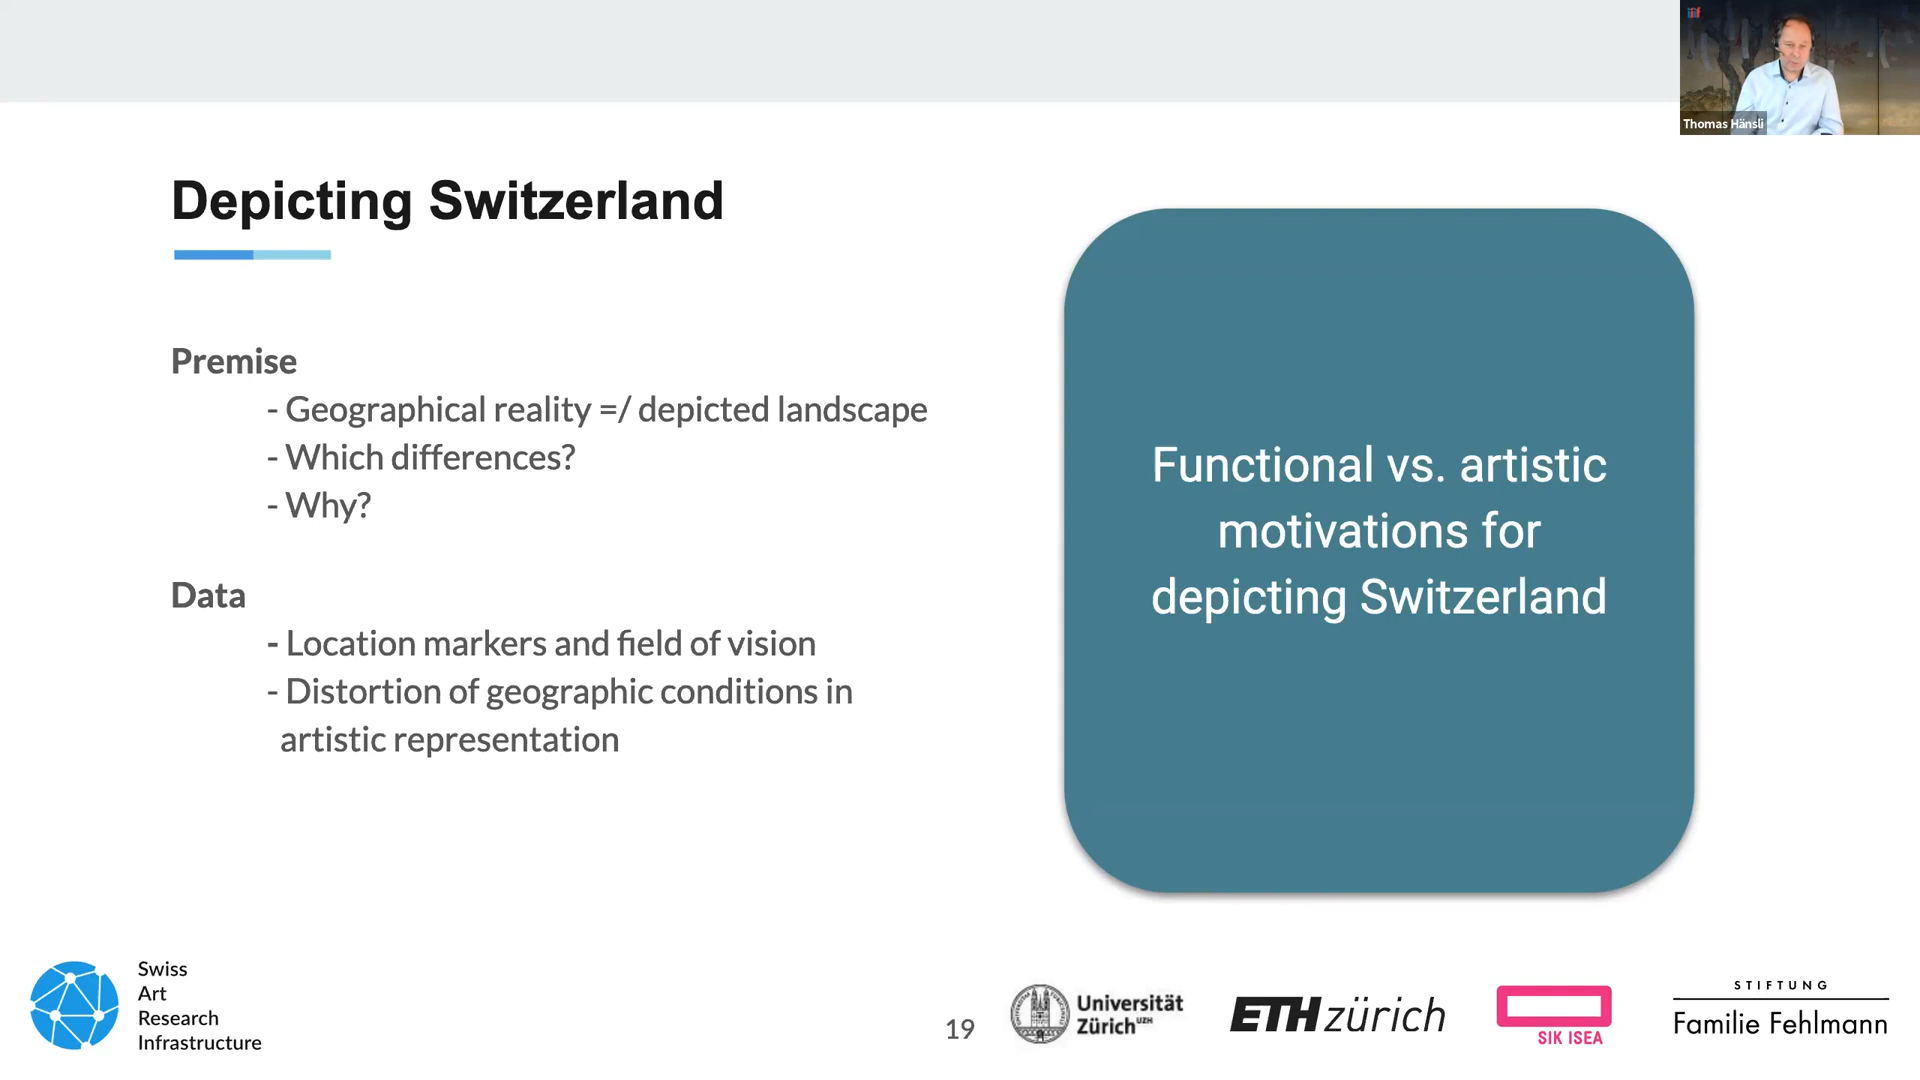 iiif
Thomas Hänsli
Depicting Switzerland
Premise
- Geographical reality =/ depicted landscape
- Which differences?
- Why?
Data
- Location markers and field of vision
- Distortion of geographic conditions in
artistic representation
Functional vs. artistic
motivations for
depicting Switzerland
Swiss
Art
Research
Infrastructure
19
Universität
Zürich UZH
ETH zürich
SIK ISEA
STIFTUNG
Familie Fehlmann